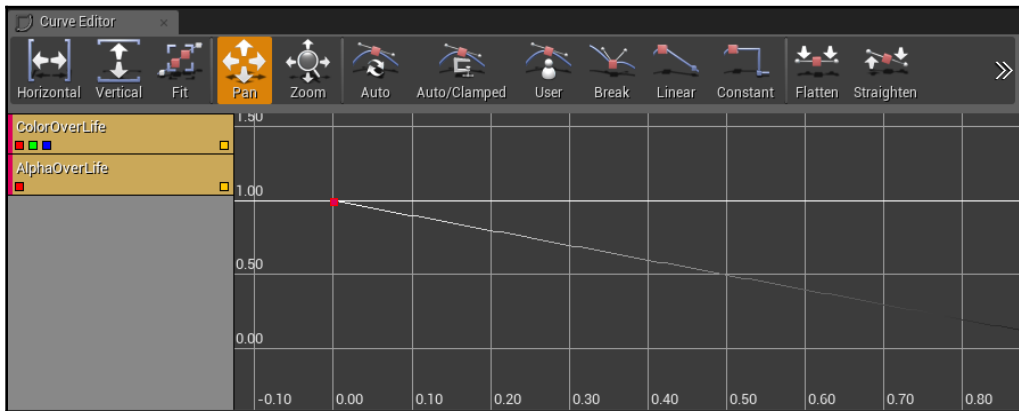 Curve Editor
Horizontal Vertical Fit Pan Zoom Auto Auto/Clamped User Break Linear Constant Flatten Straighten
ColorOverLife
AlphaOverLife
1.50
1.00
0.50
0.00
-0.10 0.00 0.10 0.20 0.30 0.40 0.50 0.60 0.70 0.80